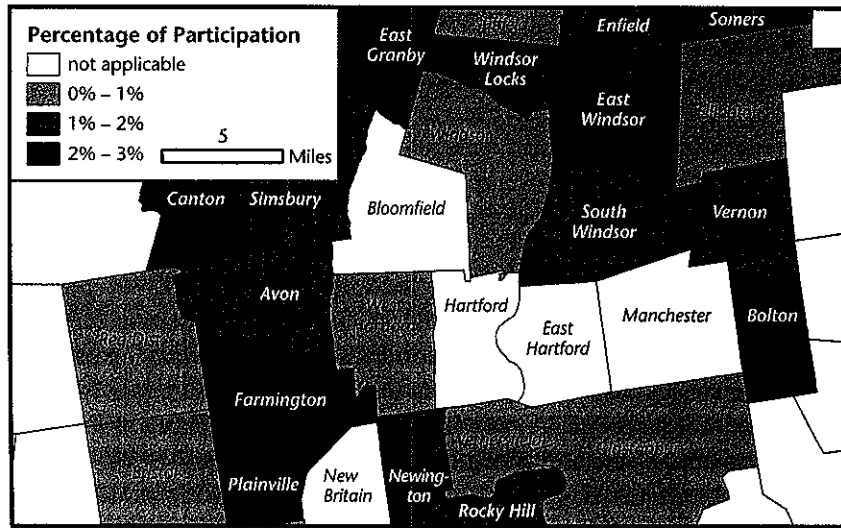 Percentage of Participation
not applicable
0% – 1%
1% – 2%
2% – 3%
5
Miles
East
Granby
Windsor
Locks
Enfield
Somers
East
Windsor
Windsor
Canton
Simsbury
Bloomfield
South
Windsor
Vernon
Avon
Hartford
East
Hartford
Manchester
Bolton
Farmington
Plainville
New
Britain
Newing-
ton
Rocky Hill